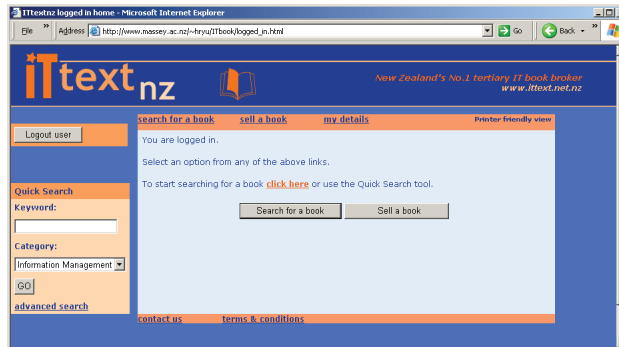 ITtextnz logged in home - Microsoft Internet Explorer
File » Address http://www.massey.ac.nz/~hryu/ITbook/logged_in.html Go Back »
iTtext nz
New Zealand's No.1 tertiary IT book broker
www.ittext.net.nz
search for a book sell a book my details Printer friendly view
Logout user
You are logged in.
Select an option from any of the above links.
To start searching for a book click here or use the Quick Search tool.
Search for a book Sell a book
Quick Search
Keyword:
Category:
Information Management
GO
advanced search
contact us terms & conditions